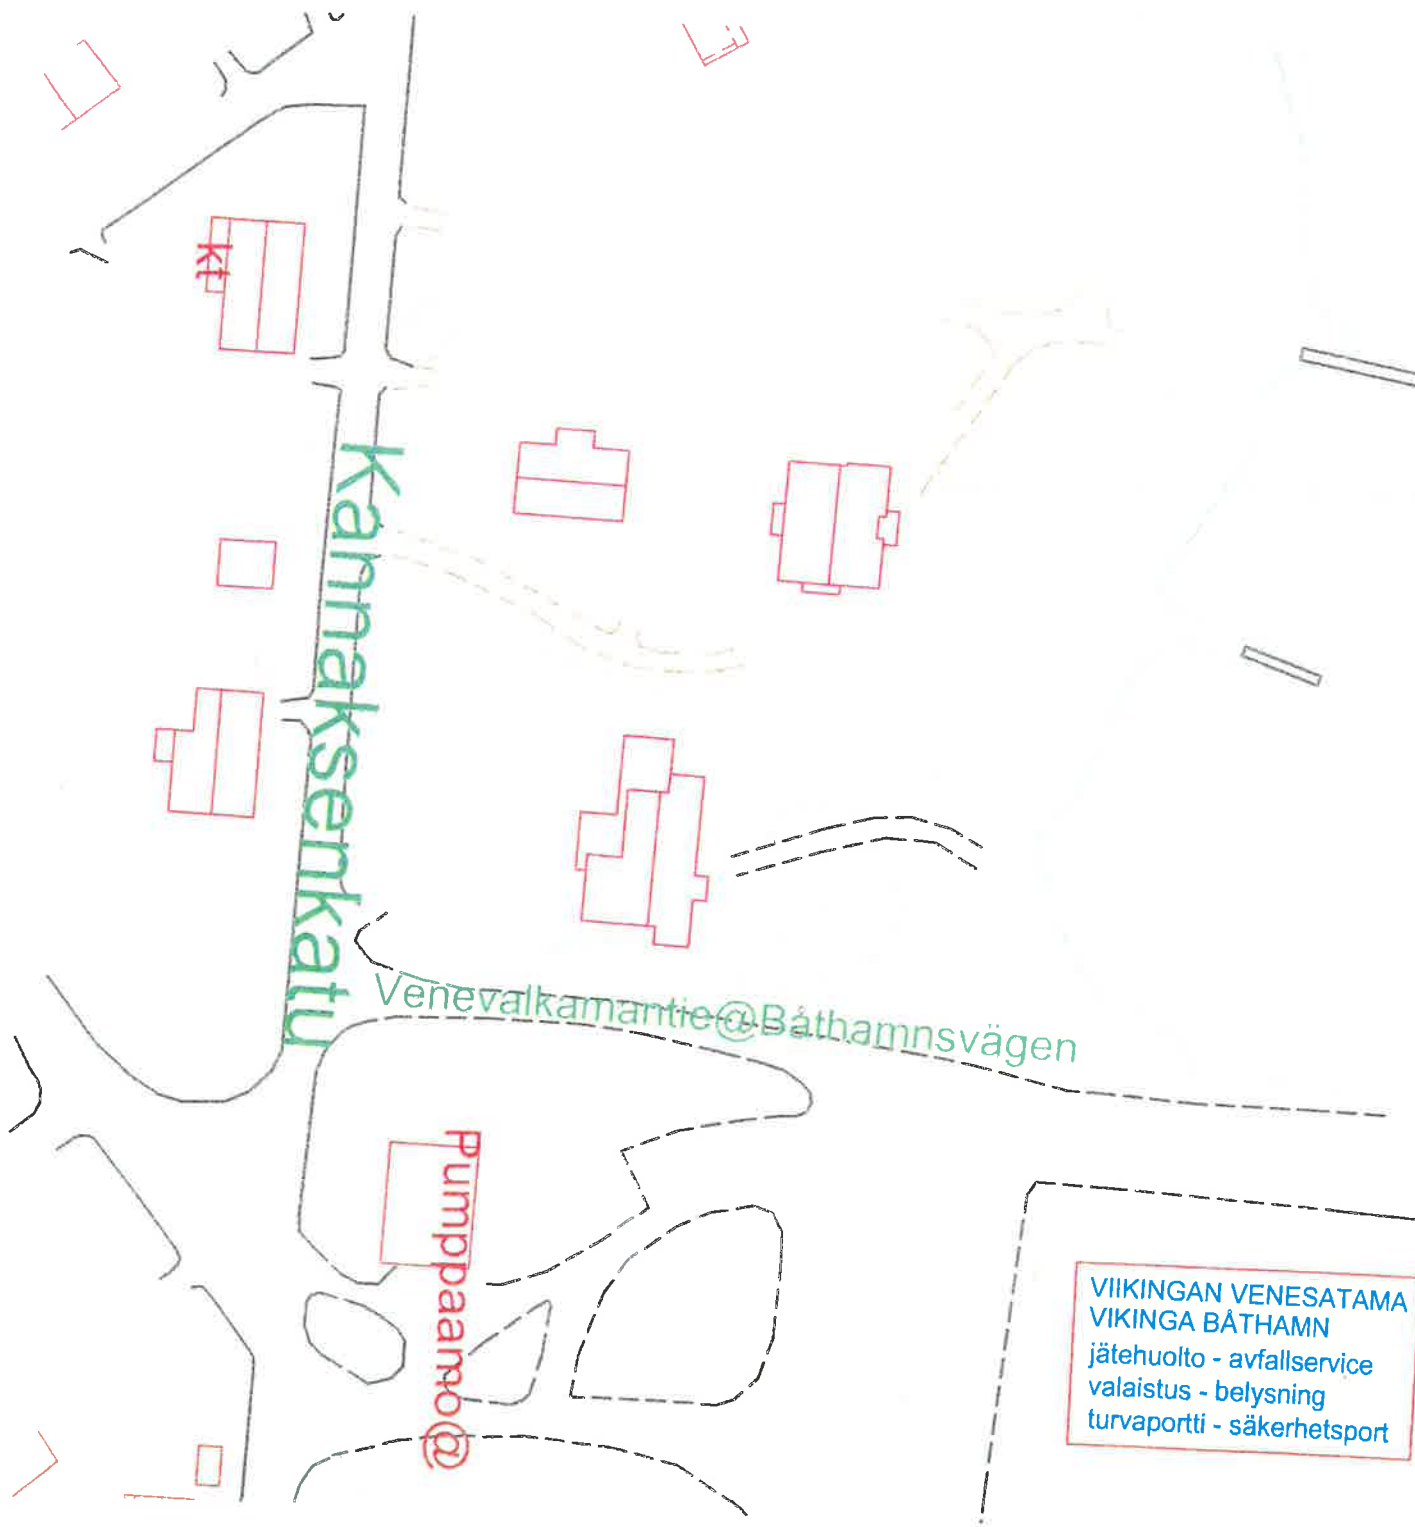 kt
Kannaksenkatu
Venevalkamantie@Båthamnsvägen
Pumppaamo@
VIIKINGAN VENESATAMA
VIKINGA BÅTHAMN
jätehuolto - avfallservice
valaistus - belysning
turvaportti - säkerhetsport